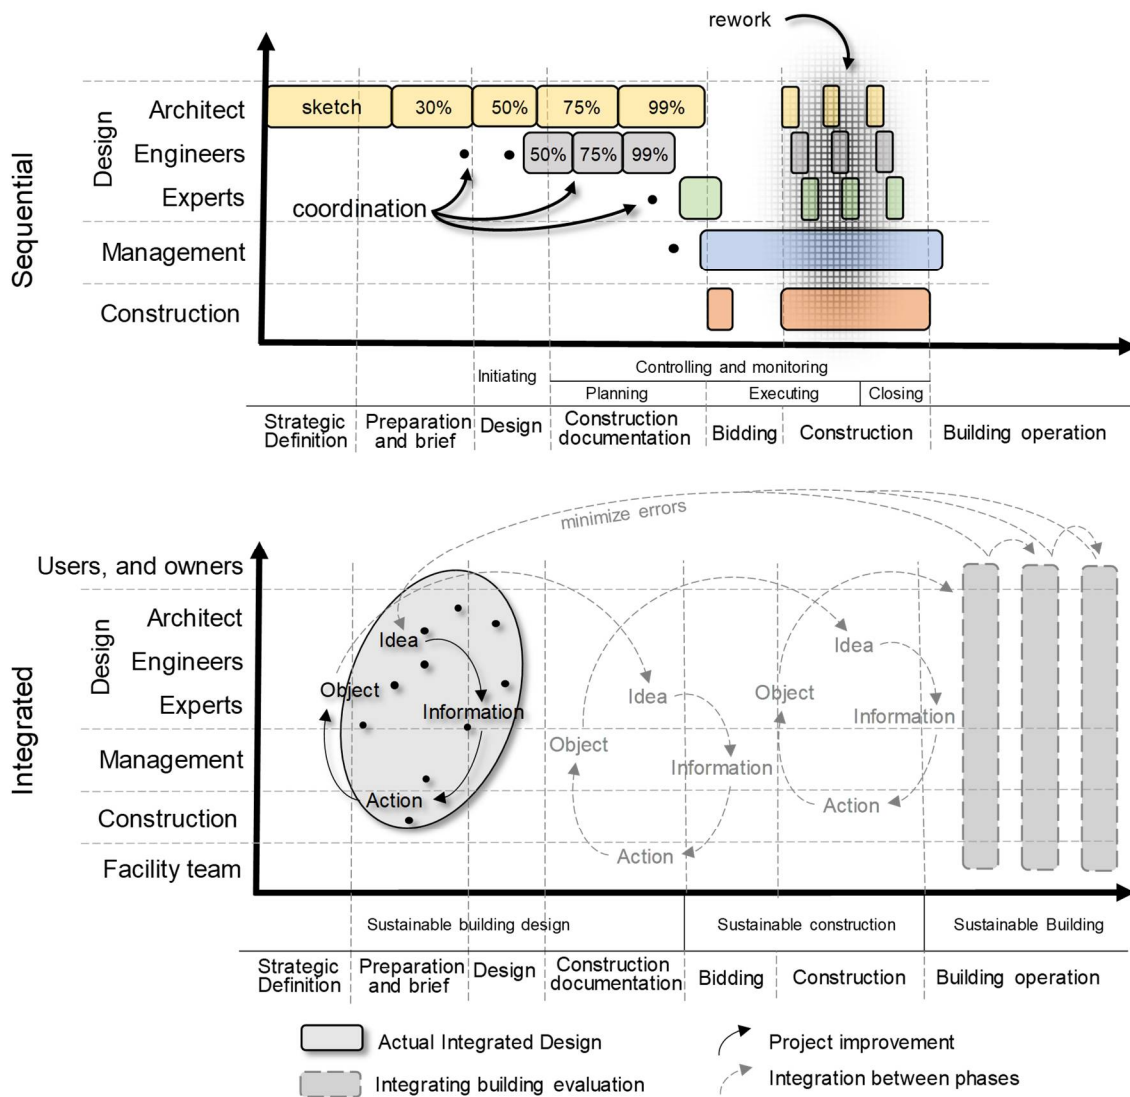 rework
Sequential
Design
Architect
sketch
30%
50%
75%
99%
Engineers
50%
75%
99%
Experts
coordination
Management
Construction
Initiating
Controlling and monitoring
Planning
Executing
Closing
Strategic
Definition
Preparation
and brief
Design
Construction
documentation
Bidding
Construction
Building operation
minimize errors
Integrated
Users, and owners
Design
Architect
Engineers
Experts
Management
Construction
Facility team
Idea
Object
Information
Action
Idea
Object
Information
Action
Idea
Object
Information
Action
Sustainable building design
Sustainable construction
Sustainable Building
Strategic
Definition
Preparation
and brief
Design
Construction
documentation
Bidding
Construction
Building operation
Actual Integrated Design
Project improvement
Integrating building evaluation
Integration between phases